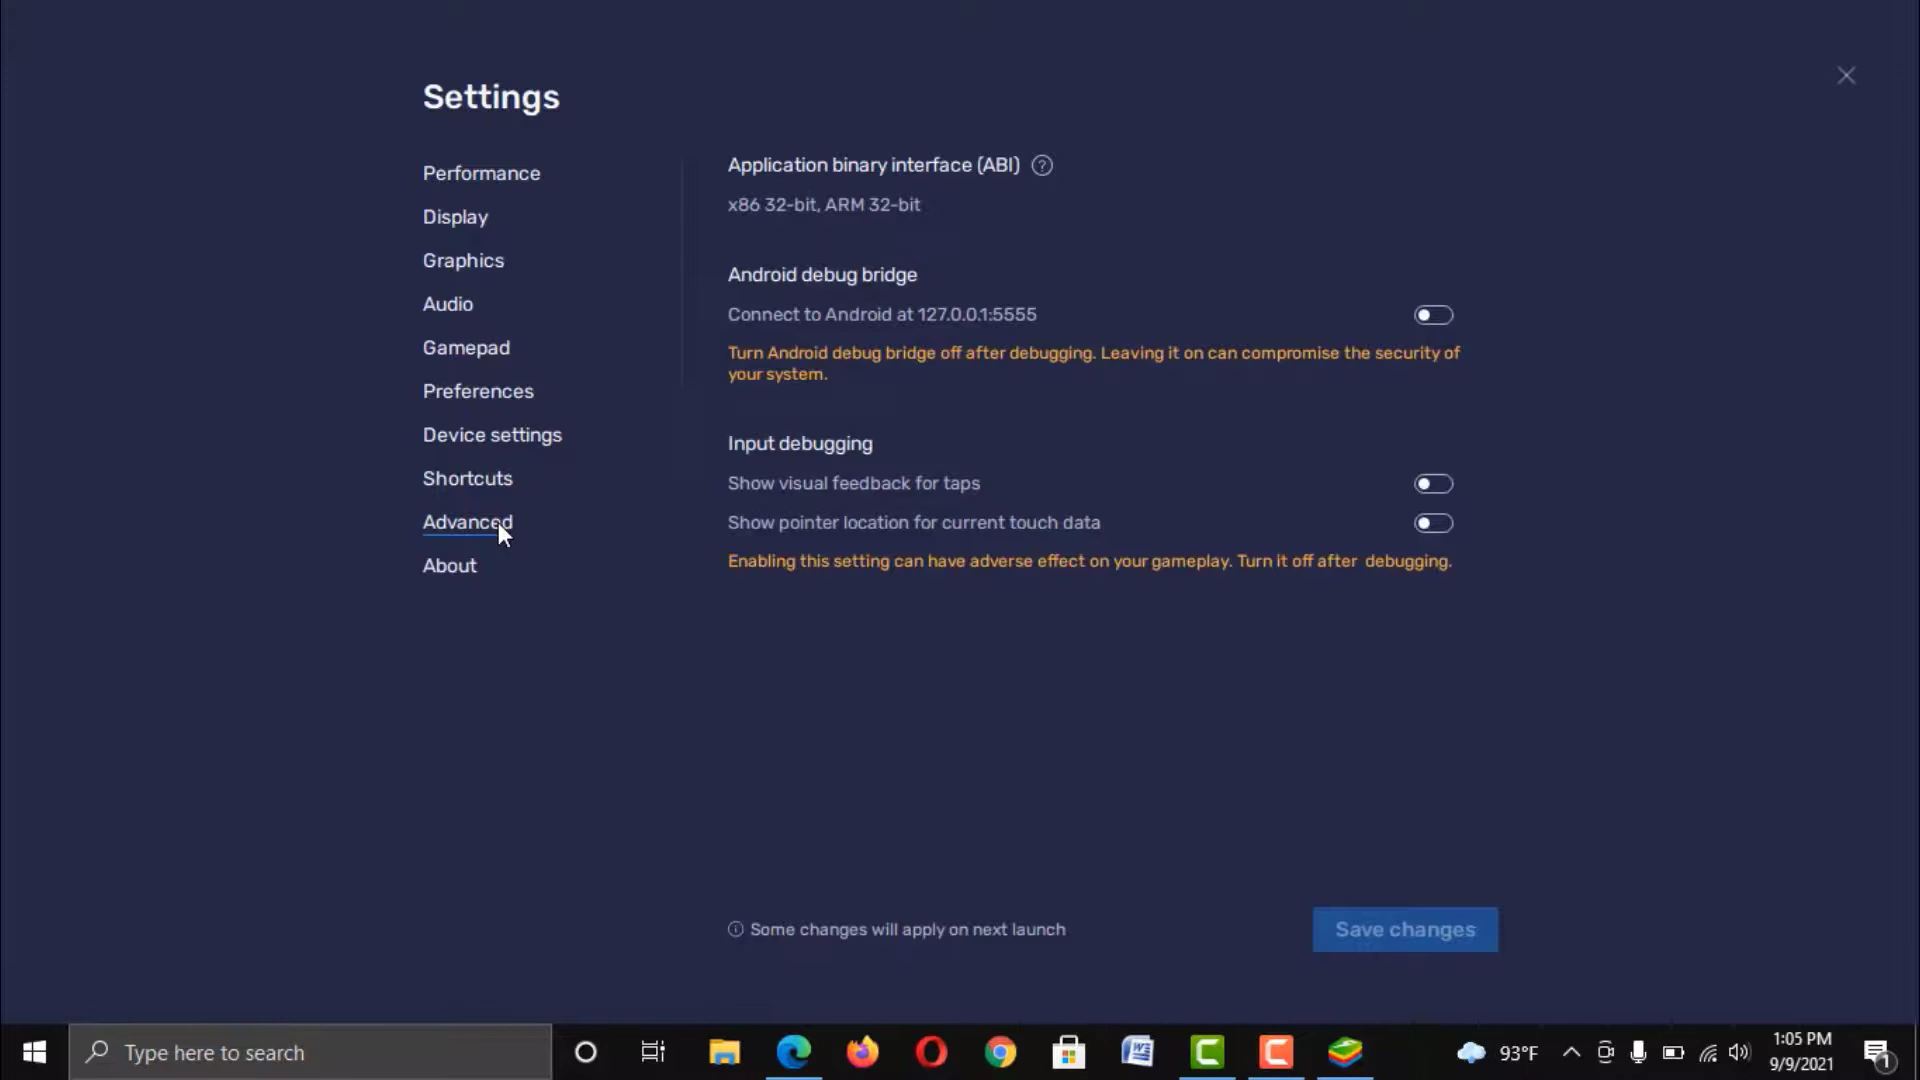 Settings
Performance
Display
Graphics
Audio
Gamepad
Preferences
Device settings
Shortcuts
Advanced
About
Application binary interface (ABI) ?
x86 32-bit, ARM 32-bit
Android debug bridge
Connect to Android at 127.0.0.1:5555
Turn Android debug bridge off after debugging. Leaving it on can compromise the security of
your system.
Input debugging
Show visual feedback for taps
Show pointer location for current touch data
Enabling this setting can have adverse effect on your gameplay. Turn it off after debugging.
Some changes will apply on next launch
Save changes
Type here to search
93°F
1:05 PM
9/9/2021
1